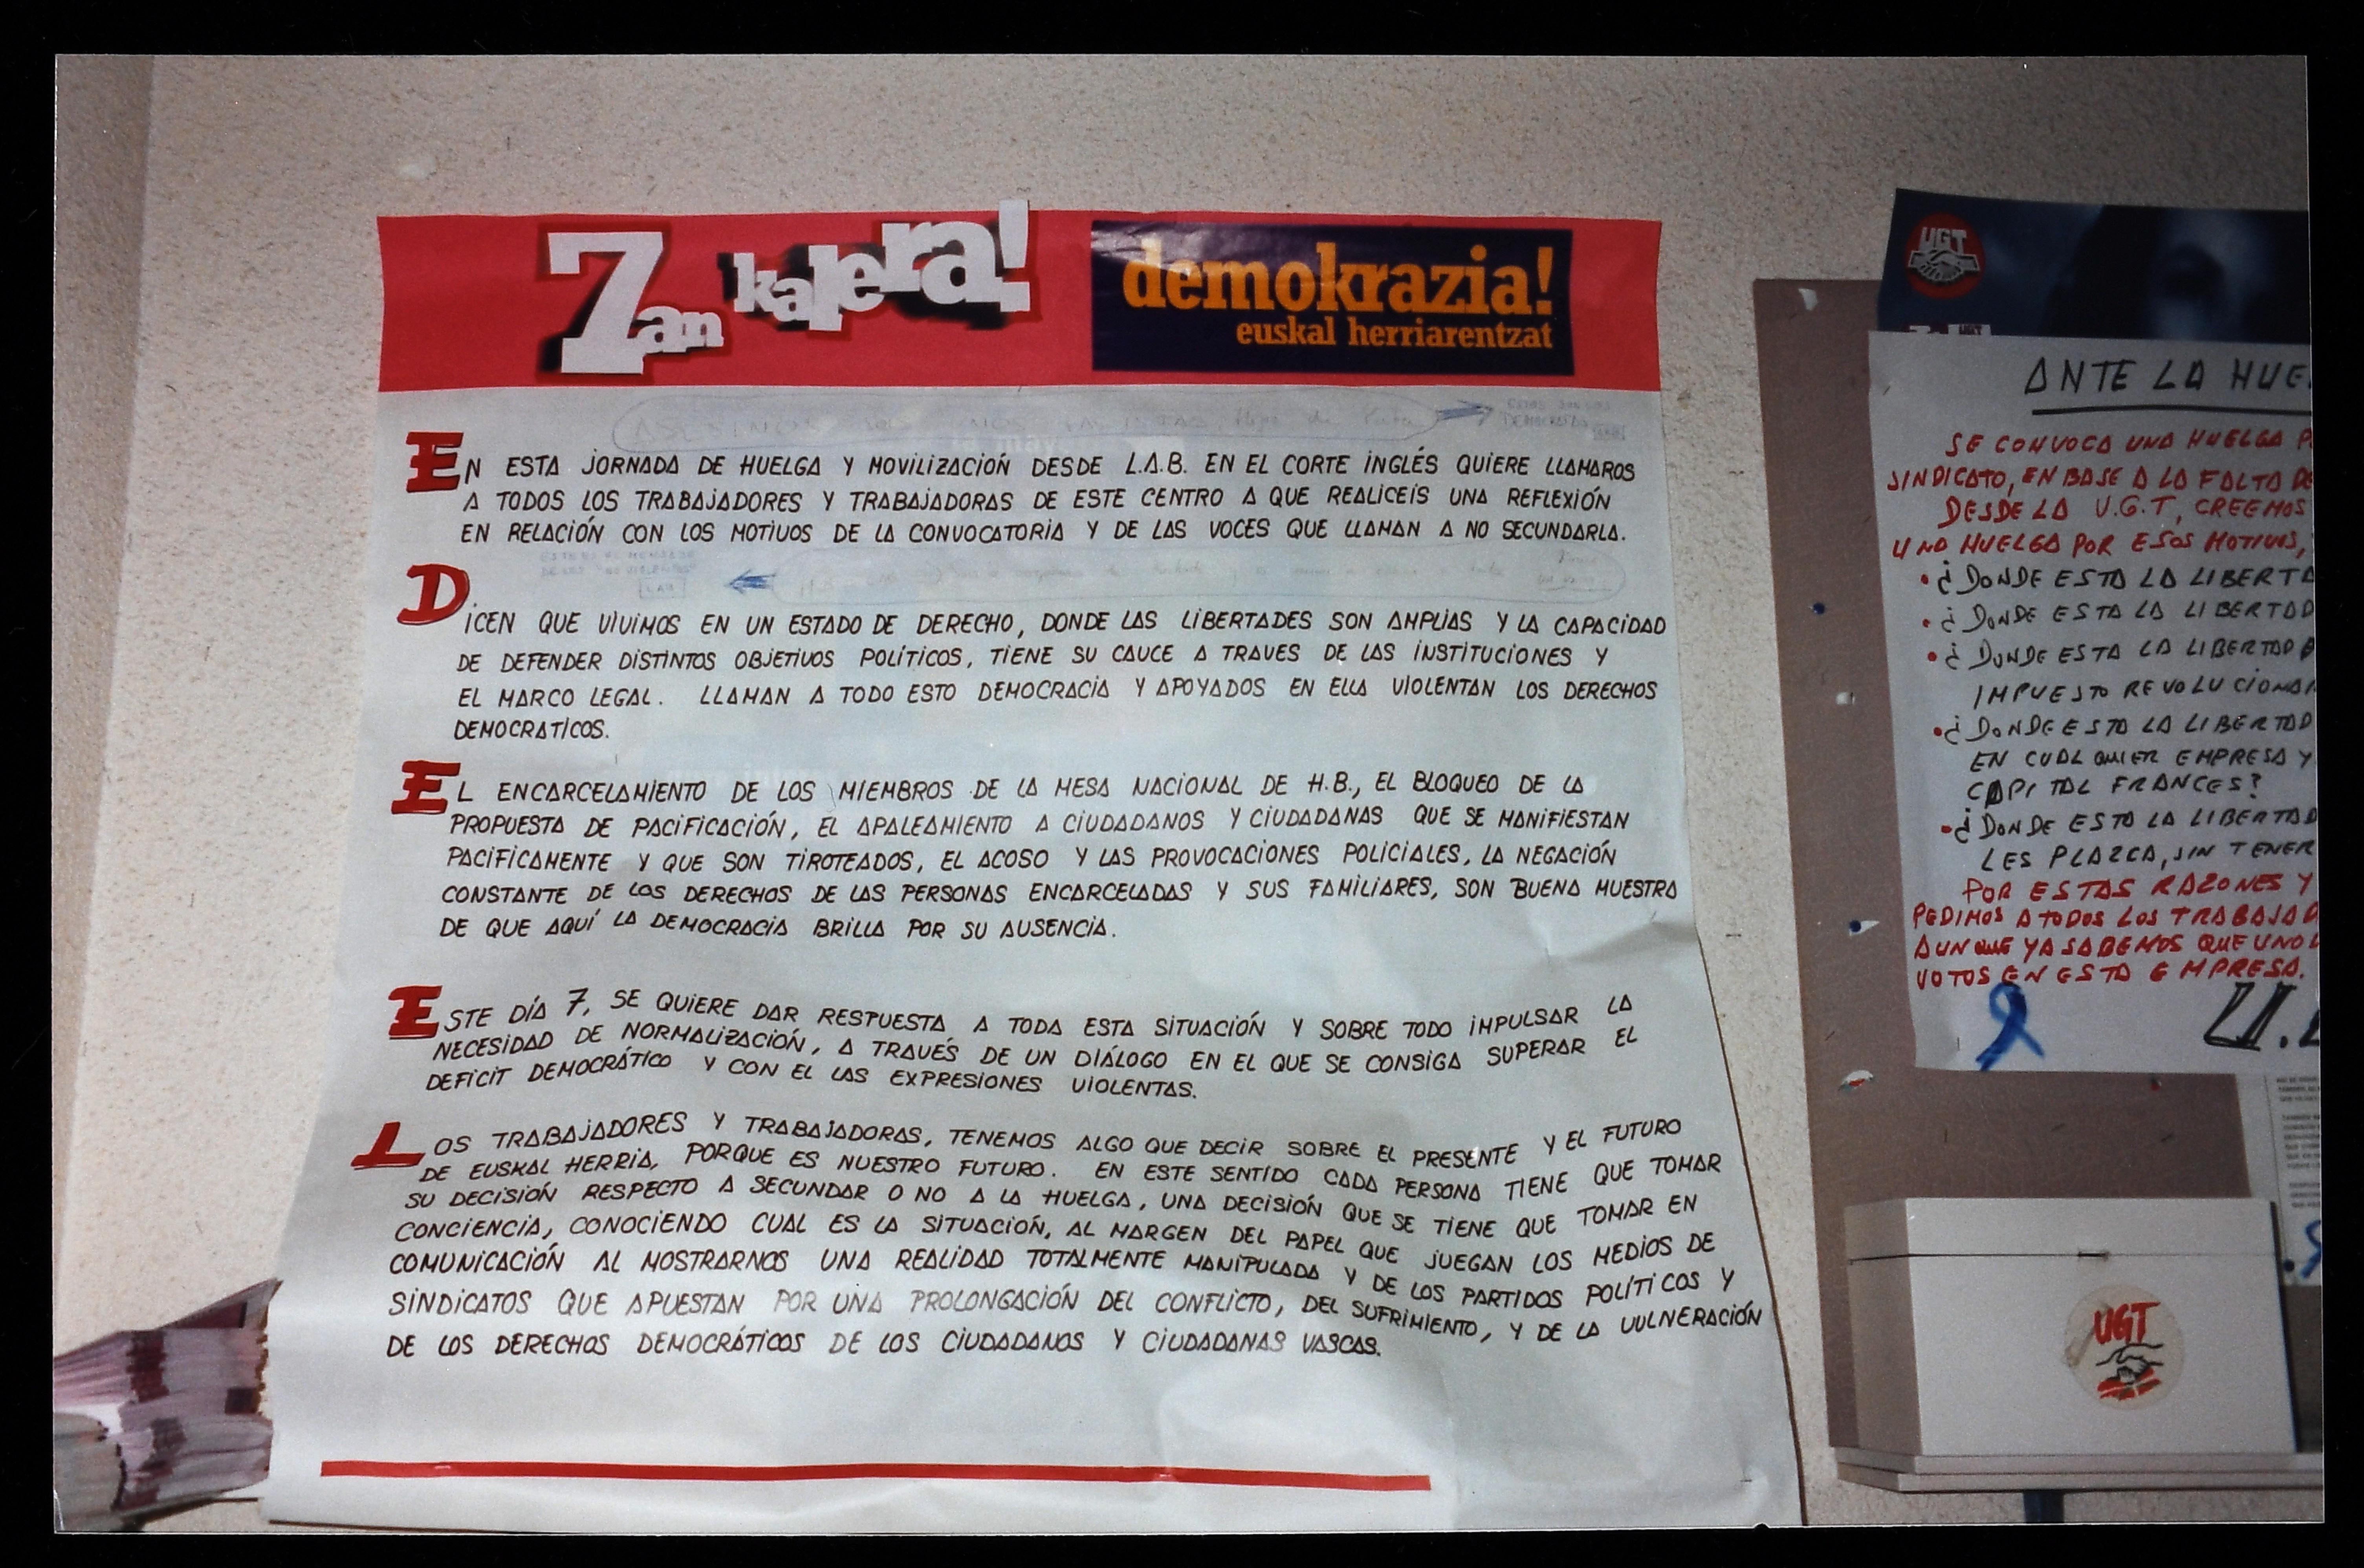 7an kalera!
demokrazia!
euskal herriarentzat
EN ESTA JORNADA DE HUELGA Y MOVILIZACIÓN DESDE L.A.B. EN EL CORTE INGLÉS QUIERE LLAMAROS
A TODOS LOS TRABAJADORES Y TRABAJADORAS DE ESTE CENTRO A QUE REALICEIS UNA REFLEXIÓN
EN RELACIÓN CON LOS MOTIVOS DE LA CONVOCATORIA Y DE LAS VOCES QUE LLAMAN A NO SECUNDARLA.
DICEN QUE VIVIMOS EN UN ESTADO DE DERECHO, DONDE LAS LIBERTADES SON AMPLIAS Y LA CAPACIDAD
DE DEFENDER DISTINTOS OBJETIVOS POLÍTICOS, TIENE SU CAUCE A TRAVES DE LAS INSTITUCIONES Y
EL MARCO LEGAL. LLAMAN A TODO ESTO DEMOCRACIA Y APOYADOS EN ELLA VIOLENTAN LOS DERECHOS
DEMOCRATICOS.
EL ENCARCELAMIENTO DE LOS MIEMBROS DE LA MESA NACIONAL DE H.B., EL BLOQUEO DE LA
PROPUESTA DE PACIFICACIÓN, EL APALEAMIENTO A CIUDADANOS Y CIUDADANAS QUE SE MANIFIESTAN
PACIFICAMENTE Y QUE SON TIROTEADOS, EL ACOSO Y LAS PROVOCACIONES POLICIALES, LA NEGACIÓN
CONSTANTE DE LOS DERECHOS DE LAS PERSONAS ENCARCELADAS Y SUS FAMILIARES, SON BUENA MUESTRA
DE QUE AQUÍ LA DEMOCRACIA BRILLA POR SU AUSENCIA.
ESTE DÍA 7, SE QUIERE DAR RESPUESTA A TODA ESTA SITUACIÓN Y SOBRE TODO IMPULSAR LA
NECESIDAD DE NORMALIZACIÓN, A TRAVÉS DE UN DIÁLOGO EN EL QUE SE CONSIGA SUPERAR EL
DEFICIT DEMOCRÁTICO Y CON EL LAS EXPRESIONES VIOLENTAS.
LOS TRABAJADORES Y TRABAJADORAS, TENEMOS ALGO QUE DECIR SOBRE EL PRESENTE Y EL FUTURO
DE EUSKAL HERRIA, PORQUE ES NUESTRO FUTURO. EN ESTE SENTIDO CADA PERSONA TIENE QUE TOMAR
SU DECISIÓN RESPECTO A SECUNDAR O NO A LA HUELGA, UNA DECISIÓN QUE SE TIENE QUE TOMAR EN
CONCIENCIA, CONOCIENDO CUAL ES LA SITUACIÓN, AL MARGEN DEL PAPEL QUE JUEGAN LOS MEDIOS DE
COMUNICACIÓN AL MOSTRARNOS UNA REALIDAD TOTALMENTE MANIPULADA Y DE LOS PARTIDOS POLÍTICOS Y
SINDICATOS QUE APUESTAN POR UNA PROLONGACIÓN DEL CONFLICTO, DEL SUFRIMIENTO, Y DE LA VULNERACIÓN
DE LOS DERECHOS DEMOCRÁTICOS DE LOS CIUDADANOS Y CIUDADANAS VASCAS.
UGT
UGT
ANTE LA HUE
SE CONVOCA UNA HUELGA P
SINDICATO, EN BASE A LA FALTA DE
DESDE LA U.G.T, CREEMOS
UNA HUELGA POR ESOS MOTIVOS,
¿DONDE ESTA LA LIBERTA
¿DONDE ESTA LA LIBERTAD
¿DONDE ESTA LA LIBERTAD
IMPUESTO REVOLUCIONAR
¿DONDE ESTA LA LIBERTAD
EN CUALQUIER EMPRESA Y
CAPITAL FRANCES?
¿DONDE ESTA LA LIBERTAD
LES PLAZCA, SIN TENER
POR ESTAS RAZONES Y
PEDIMOS A TODOS LOS TRABAJAD
AUNQUE YA SABEMOS QUE UNO
VOTOS EN ESTA EMPRESA.
U.
UGT